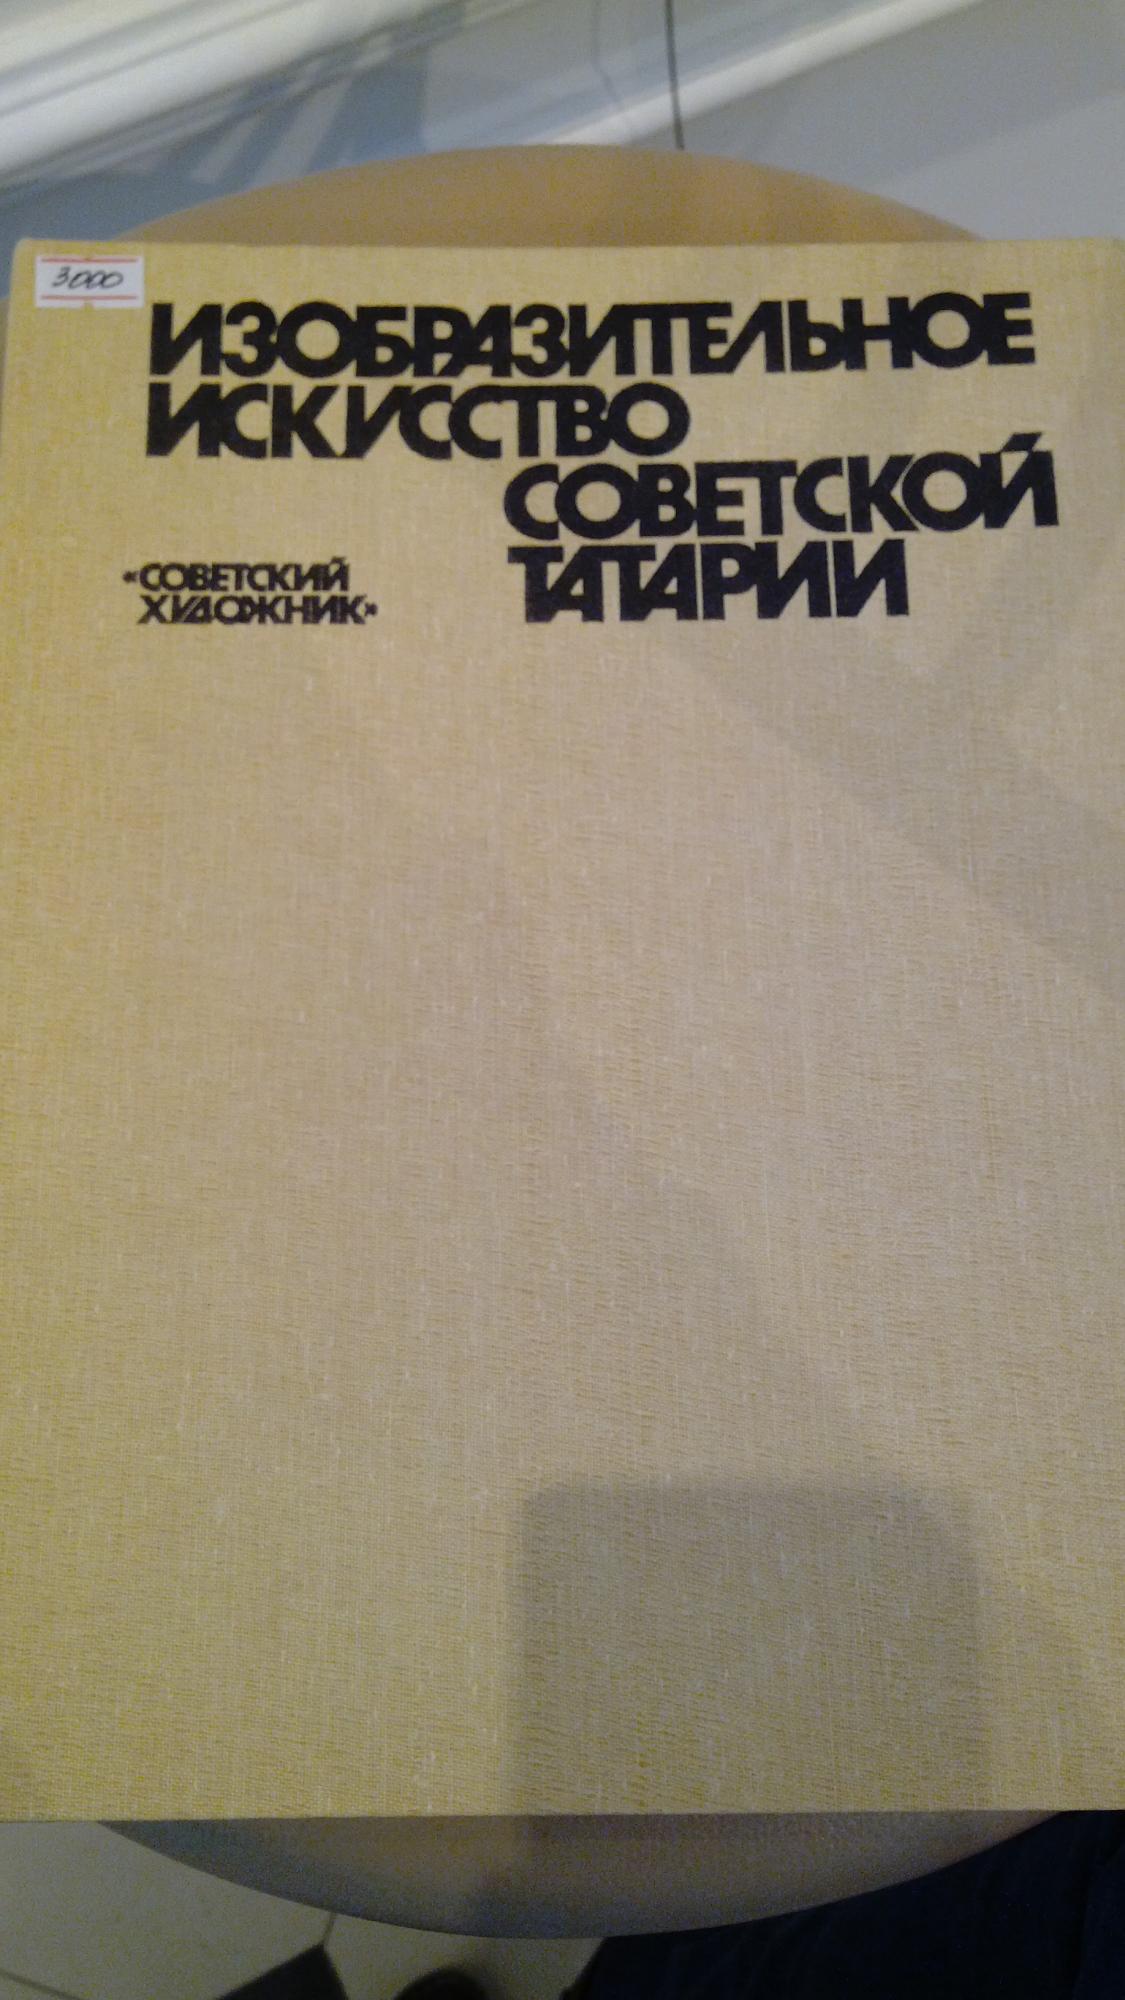 3000
ИЗОБРАЗИТЕЛЬНОЕ
ИСКУССТВО
СОВЕТСКОЙ
ТАТАРИИ
«СОВЕТСКИЙ
ХУДОЖНИК»